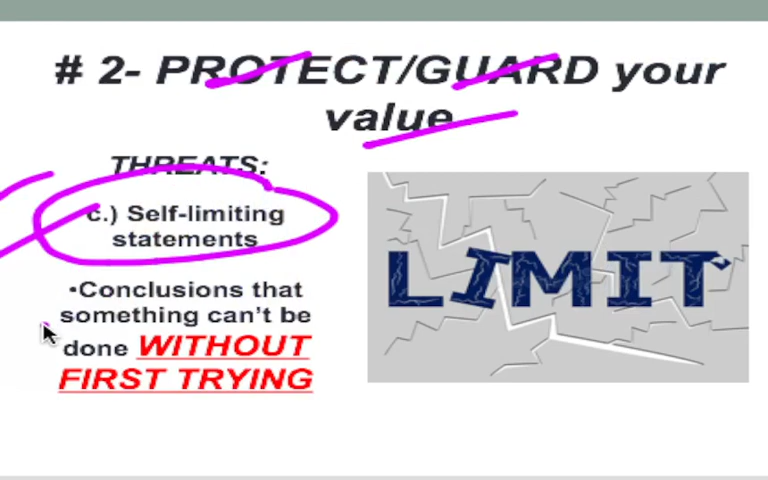 # 2- PROTECT/GUARD your
value
THREATS:
c.) Self-limiting
statements
•Conclusions that
something can't be
done WITHOUT
FIRST TRYING
LIMIT